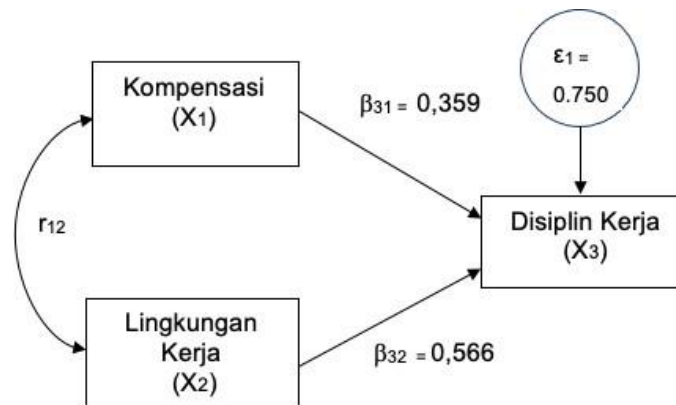 Kompensasi
(X₁)
β₃₁ = 0,359
ε₁ =
0.750
r₁₂
Disiplin Kerja
(X₃)
Lingkungan
Kerja
(X₂)
β₃₂ = 0,566